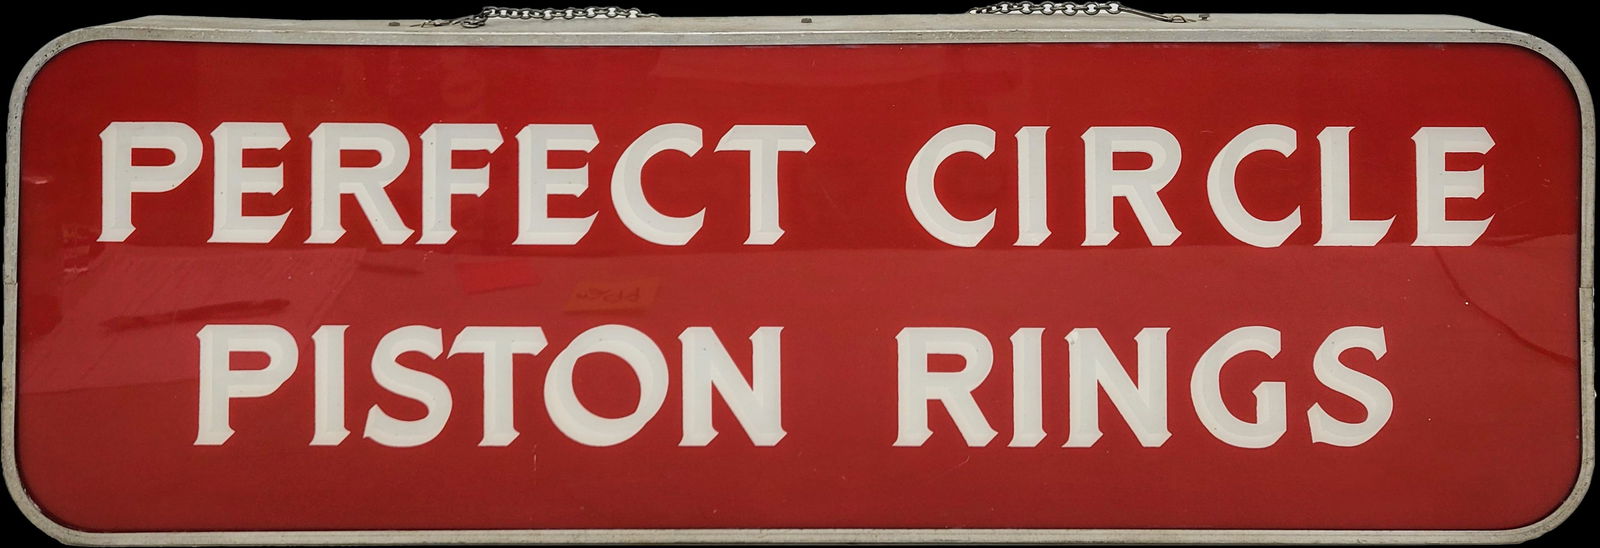 PERFECT CIRCLE
PISTON RINGS